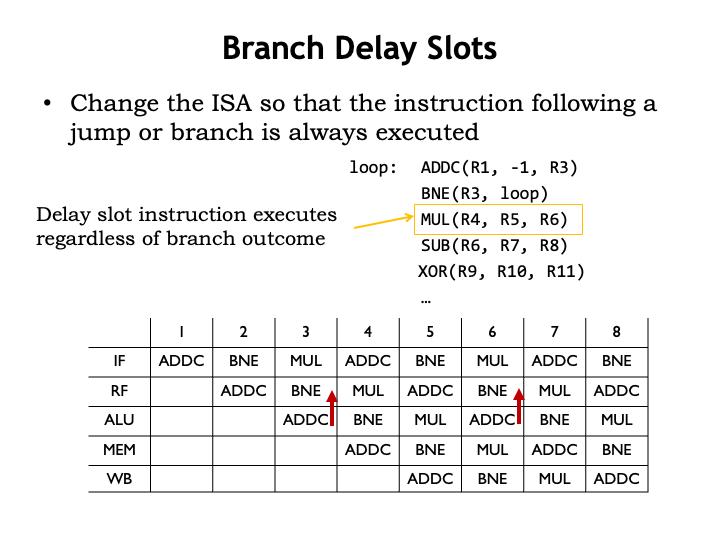 Branch Delay Slots
• Change the ISA so that the instruction following a
jump or branch is always executed
loop: ADDC(R1, -1, R3)
BNE(R3, loop)
MUL(R4, R5, R6)
SUB(R6, R7, R8)
XOR(R9, R10, R11)
…
Delay slot instruction executes
regardless of branch outcome
1 2 3 4 5 6 7 8
IF ADDC BNE MUL ADDC BNE MUL ADDC BNE
RF ADDC BNE MUL ADDC BNE MUL ADDC
ALU ADDC BNE MUL ADDC BNE MUL
MEM ADDC BNE MUL ADDC BNE
WB ADDC BNE MUL ADDC